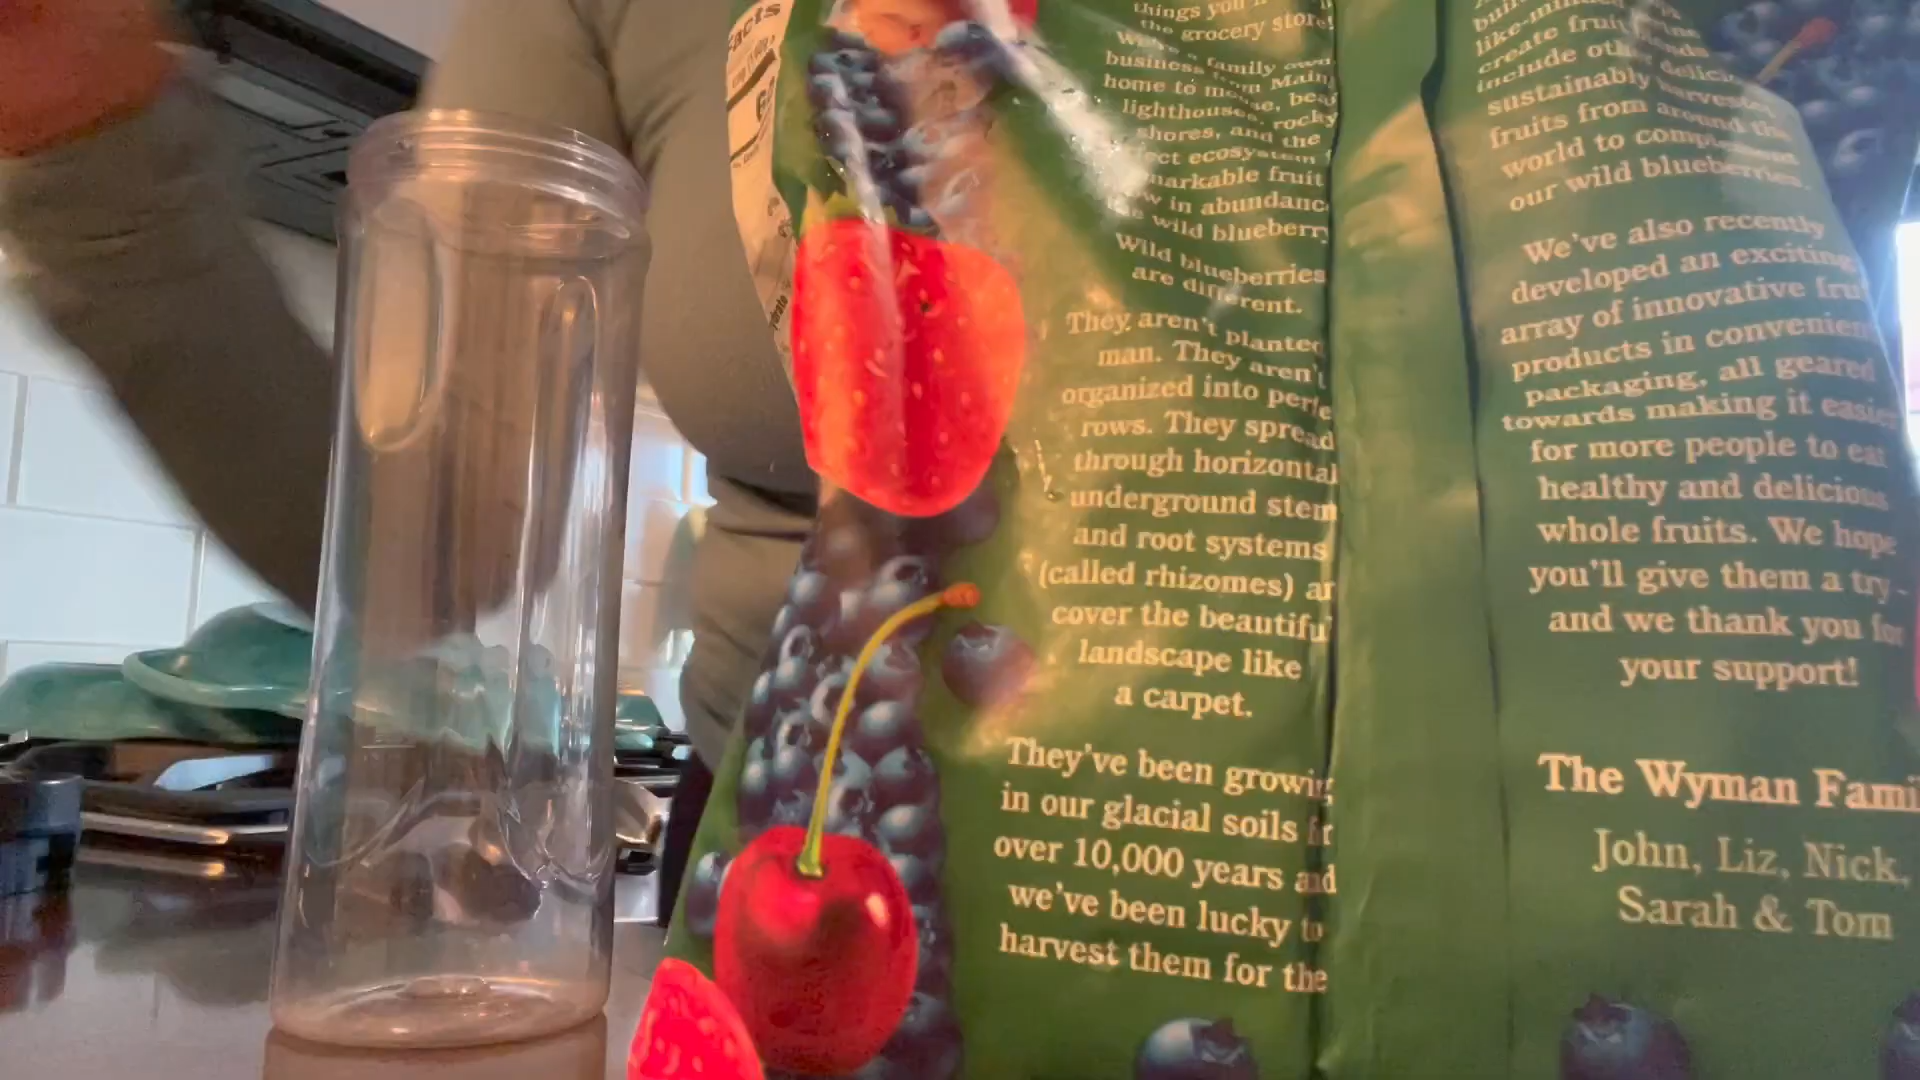 Facts
things you
the grocery store!
We're family
business from Main
home to
lighthouses,
rocky
shores, and the
ecosystem
fruit
in abundanc
wild blueberry
Wild blueberries
are different.
They aren't planted
man. They aren't
organized into perfe
rows. They spread
through horizontal
underground stem
and root systems
(called rhizomes) ar
cover the beautiful
landscape like
a carpet.
They've been growing
in our glacial soils
over 10,000 years and
we've been lucky to
harvest them for the
create fruit
include other
sustainably harvested
fruits from around the
world to
our wild blueberries.
We've also recently
developed an exciting
array of innovative fru
products in convenien
packaging, all geared
towards making it easier
for more people to eat
healthy and delicious
whole fruits. We hope
you'll give them a try -
and we thank you for
your support!
The Wyman Fami
John, Liz, Nick,
Sarah & Tom